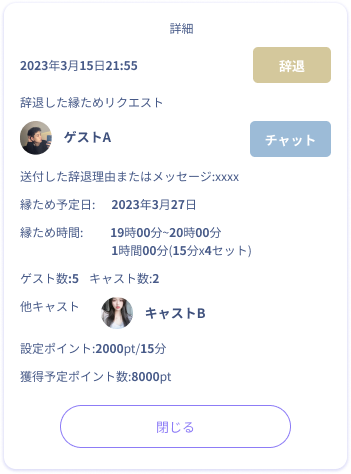 詳細
2023年3月15日21:55 辞退
辞退した縁ためリクエスト
ゲストA チャット
送付した辞退理由またはメッセージ:xxxx
縁ため予定日: 2023年3月27日
縁ため時間: 19時00分~20時00分
1時間00分(15分x4セット)
ゲスト数:5 キャスト数:2
他キャスト キャストB
設定ポイント:2000pt/15分
獲得予定ポイント数:8000pt
閉じる